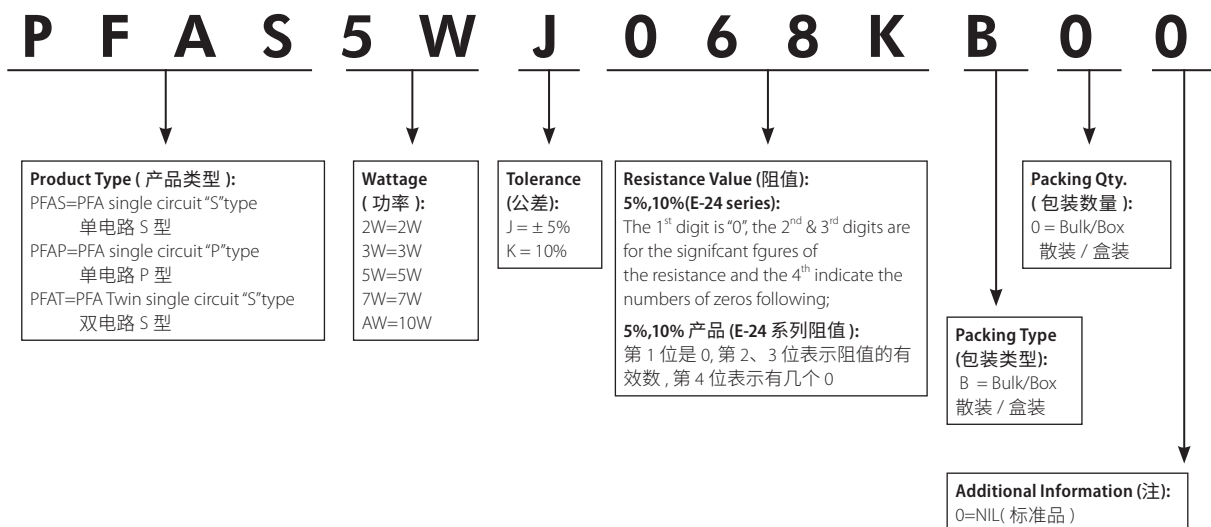 PFAS5WJ068KB00
Product Type ( 产品类型 ):
PFAS=PFA single circuit “S”type
单电路 S 型
PFAP=PFA single circuit “P”type
单电路 P 型
PFAT=PFA Twin single circuit “S”type
双电路 S 型
Wattage
( 功率 ):
2W=2W
3W=3W
5W=5W
7W=7W
AW=10W
Tolerance
(公差):
J = ± 5%
K = 10%
Resistance Value (阻值):
5%,10%(E-24 series):
The 1st digit is “0”, the 2nd & 3rd digits are
for the signifcant fgures of
the resistance and the 4th indicate the
numbers of zeros following;
5%,10% 产品 (E-24 系列阻值 ):
第 1 位是 0, 第 2、3 位表示阻值的有
效数 , 第 4 位表示有几个 0
Packing Type
(包装类型):
B = Bulk/Box
散装 / 盒装
Packing Qty.
( 包装数量 ):
0 = Bulk/Box
散装 / 盒装
Additional Information (注):
0=NIL( 标准品 )